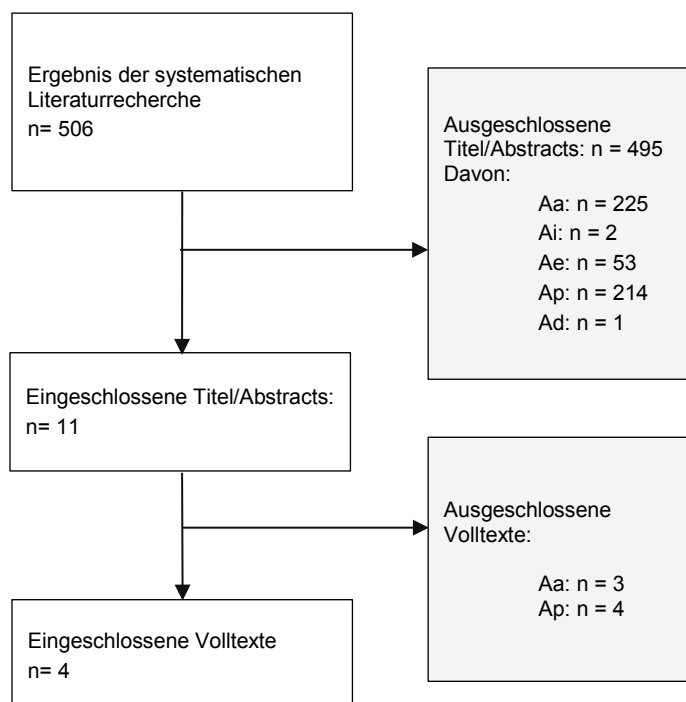 Ergebnis der systematischen
Literaturrecherche
n= 506
Ausgeschlossene
Titel/Abstracts: n = 495
Davon:
Aa: n = 225
Ai: n = 2
Ae: n = 53
Ap: n = 214
Ad: n = 1
Eingeschlossene Titel/Abstracts:
n= 11
Ausgeschlossene
Volltexte:
Aa: n = 3
Ap: n = 4
Eingeschlossene Volltexte
n= 4